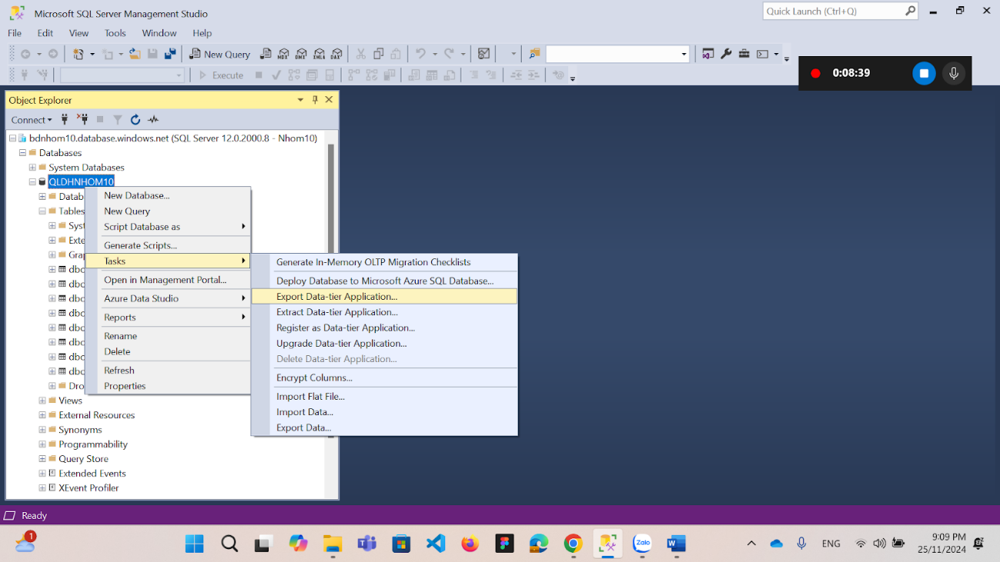 Microsoft SQL Server Management Studio
Quick Launch (Ctrl+Q)
File Edit View Tools Window Help
New Query
MDX DMX XMLA DAX
Execute
0:08:39
Object Explorer
Connect
bdnhom10.database.windows.net (SQL Server 12.0.2000.8 - Nhom10)
Databases
System Databases
QLDHNHOM10
Datab
Tables
Sys
Exte
Grap
dbo
dbo
dbo
dbo
dbo
dbo
dbo
dbo
Dro
Views
External Resources
Synonyms
Programmability
Query Store
Extended Events
XEvent Profiler
New Database...
New Query
Script Database as
Generate Scripts...
Tasks
Open in Management Portal...
Azure Data Studio
Reports
Rename
Delete
Refresh
Properties
Generate In-Memory OLTP Migration Checklists
Deploy Database to Microsoft Azure SQL Database...
Export Data-tier Application...
Extract Data-tier Application...
Register as Data-tier Application...
Upgrade Data-tier Application...
Delete Data-tier Application...
Encrypt Columns...
Import Flat File...
Import Data...
Export Data...
Ready
1
Zalo
ENG
9:09 PM
25/11/2024